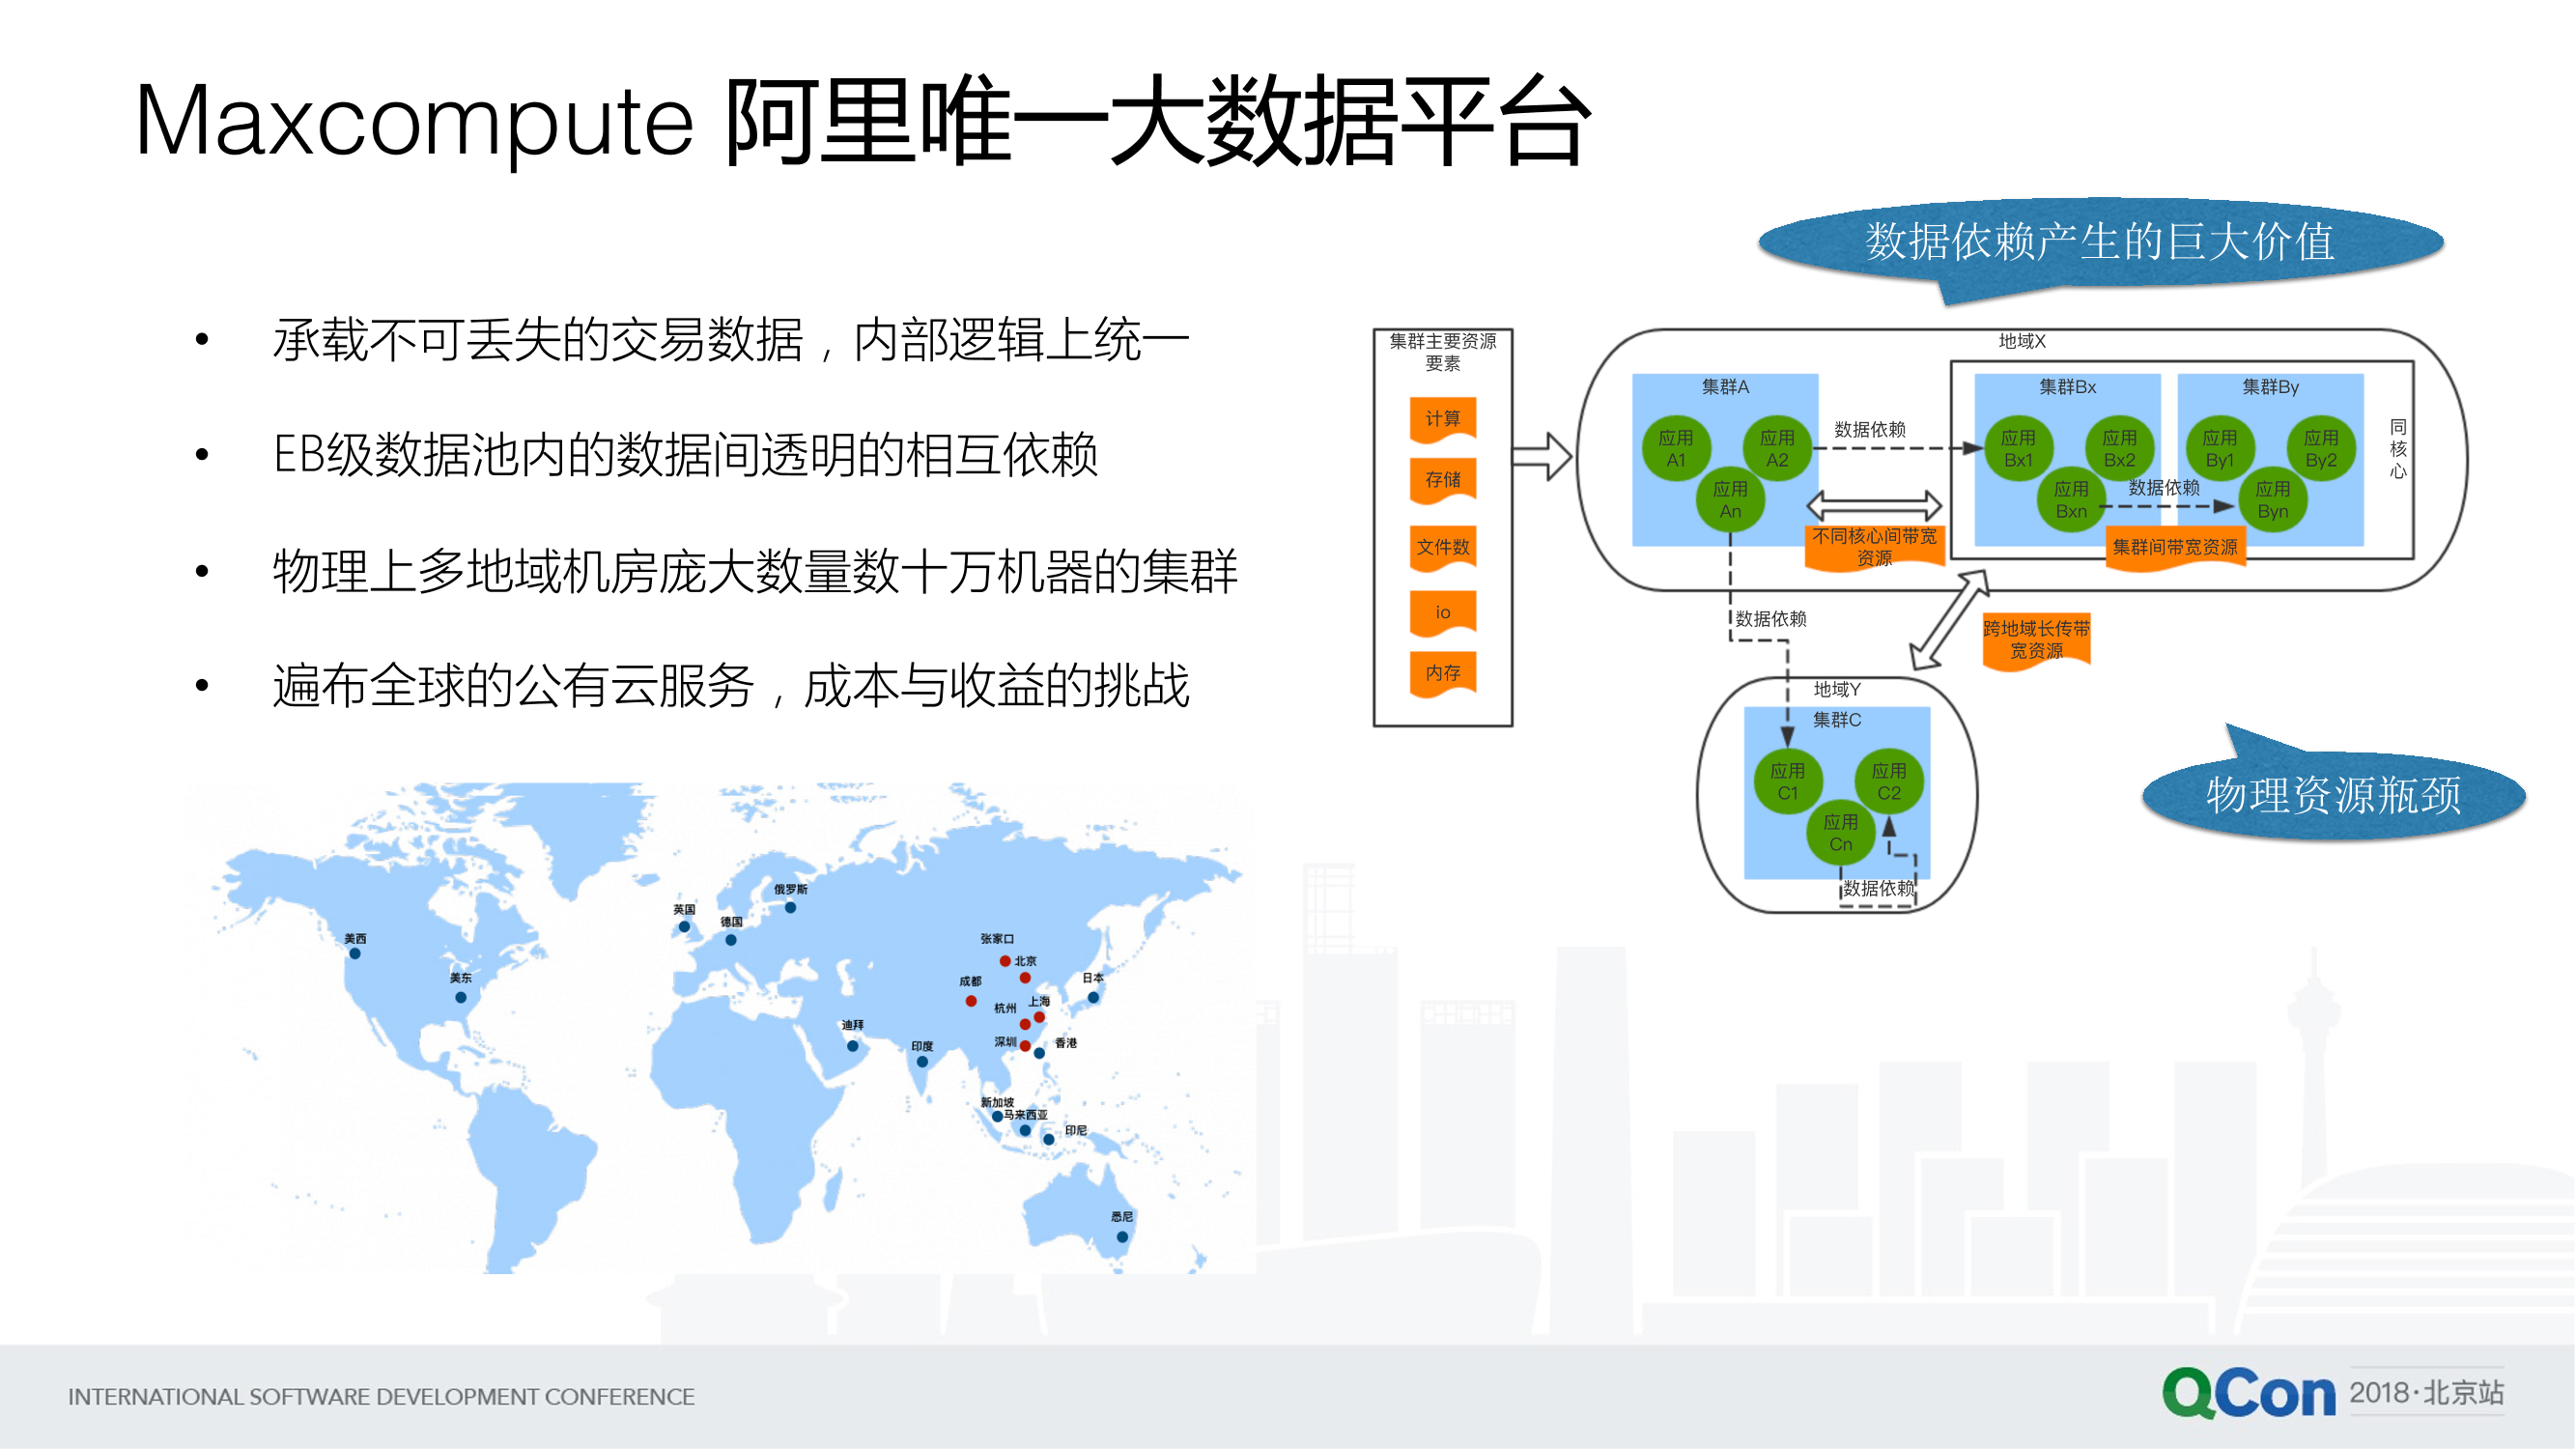 Maxcompute 阿里唯一大数据平台
• 承载不可丢失的交易数据，内部逻辑上统一
• EB级数据池内的数据间透明的相互依赖
• 物理上多地域机房庞大数量数十万机器的集群
• 遍布全球的公有云服务，成本与收益的挑战
数据依赖产生的巨大价值
集群主要资源
要素
计算
存储
文件数
io
内存
地域X
集群A
应用
A1
应用
A2
应用
An
数据依赖
不同核心间带宽
资源
集群Bx
应用
Bx1
应用
Bx2
应用
Bxn
数据依赖
集群间带宽资源
集群By
应用
By1
应用
By2
应用
Byn
同
核
心
数据依赖
跨地域长传带
宽资源
地域Y
集群C
应用
C1
应用
C2
应用
Cn
数据依赖
物理资源瓶颈
俄罗斯
英国
德国
美西
美东
张家口
北京
成都
日本
杭州
上海
迪拜
印度
深圳
香港
新加坡
马来西亚
印尼
悉尼
INTERNATIONAL SOFTWARE DEVELOPMENT CONFERENCE
QCon 2018·北京站